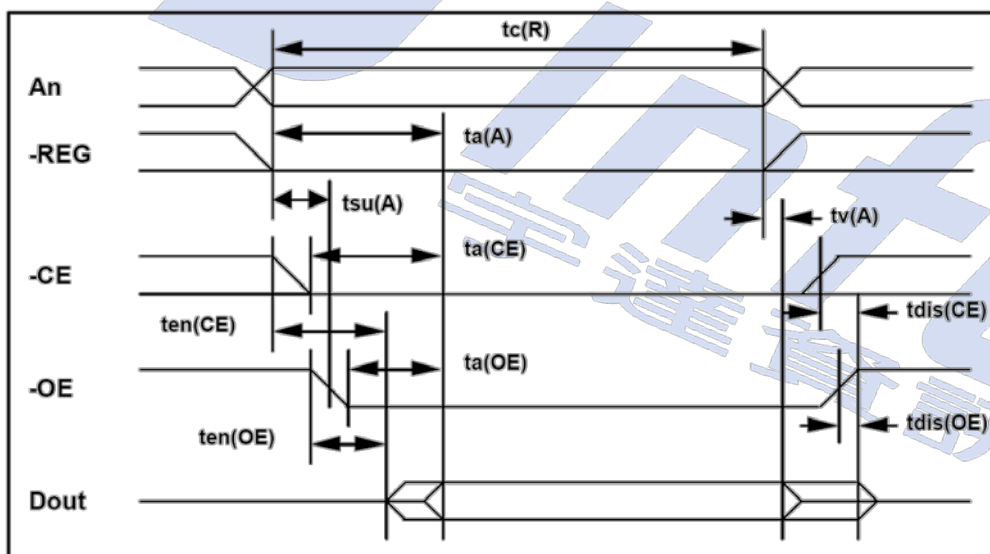 tc(R)
An
-REG
ta(A)
tsu(A)
tv(A)
-CE
ta(CE)
ten(CE)
tdis(CE)
-OE
ta(OE)
ten(OE)
tdis(OE)
Dout